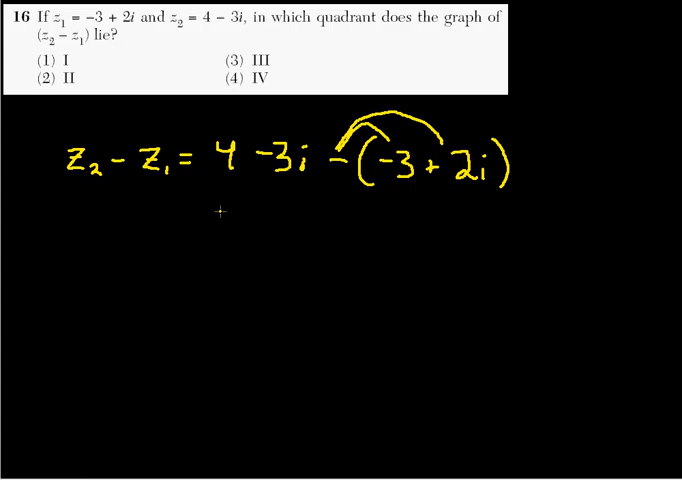 16 If z₁ = −3 + 2i and z₂ = 4 − 3i, in which quadrant does the graph of
(z₂ − z₁) lie?
(1) I (3) III
(2) II (4) IV
z₂ − z₁ = 4 −3i −(−3 + 2i)